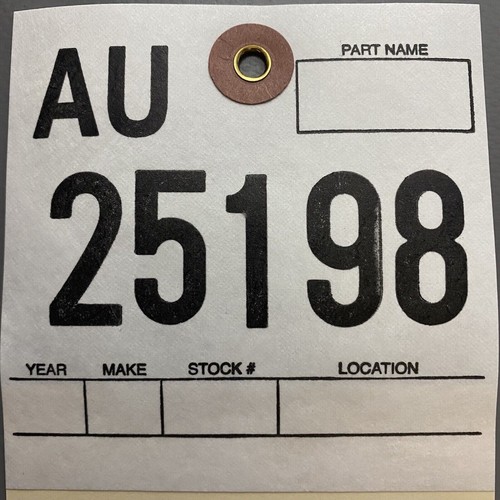 AU
PART NAME
25198
YEAR MAKE STOCK # LOCATION